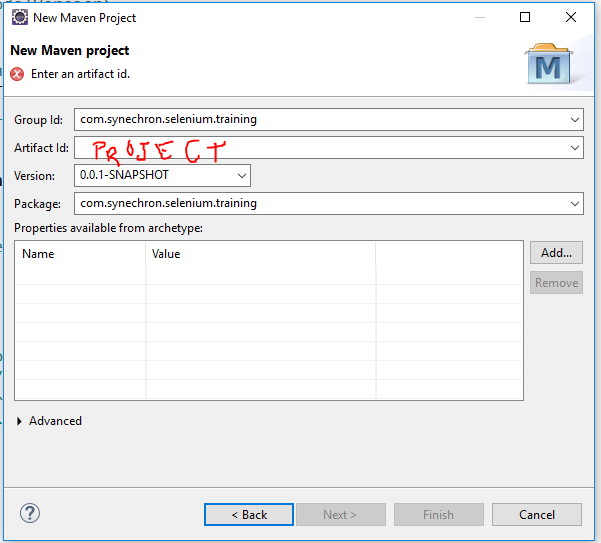 New Maven Project
New Maven project
Enter an artifact id.
M
Group Id: com.synechron.selenium.training
Artifact Id: PROJECT
Version: 0.0.1-SNAPSHOT
Package: com.synechron.selenium.training
Properties available from archetype:
Name Value
Add...
Remove
Advanced
? < Back Next > Finish Cancel